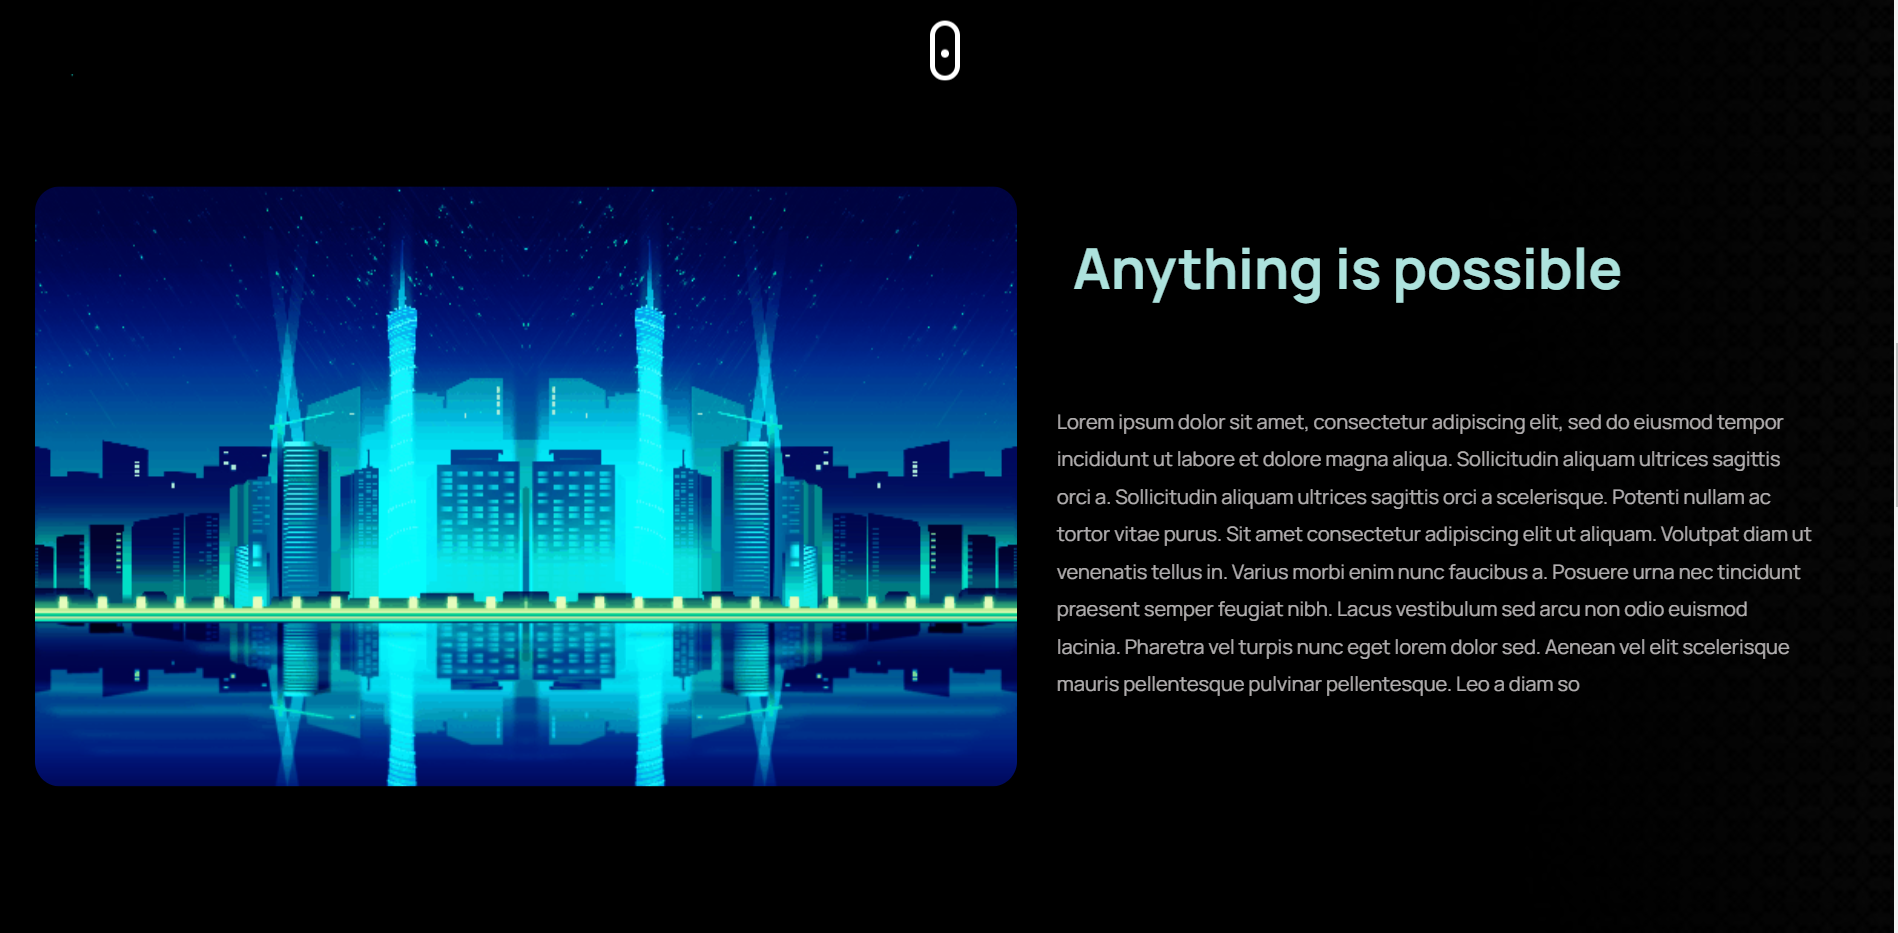 Anything is possible
Lorem ipsum dolor sit amet, consectetur adipiscing elit, sed do eiusmod tempor
incididunt ut labore et dolore magna aliqua. Sollicitudin aliquam ultrices sagittis
orci a. Sollicitudin aliquam ultrices sagittis orci a scelerisque. Potenti nullam ac
tortor vitae purus. Sit amet consectetur adipiscing elit ut aliquam. Volutpat diam ut
venenatis tellus in. Varius morbi enim nunc faucibus a. Posuere urna nec tincidunt
praesent semper feugiat nibh. Lacus vestibulum sed arcu non odio euismod
lacinia. Pharetra vel turpis nunc eget lorem dolor sed. Aenean vel elit scelerisque
mauris pellentesque pulvinar pellentesque. Leo a diam so